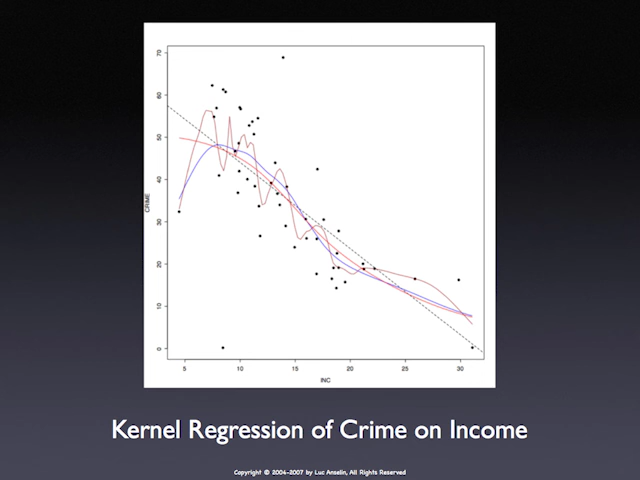 70
60
50
40
30
20
10
0
CRIME
5 10 15 20 25 30
INC
Kernel Regression of Crime on Income
Copyright © 2004-2007 by Luc Anselin, All Rights Reserved